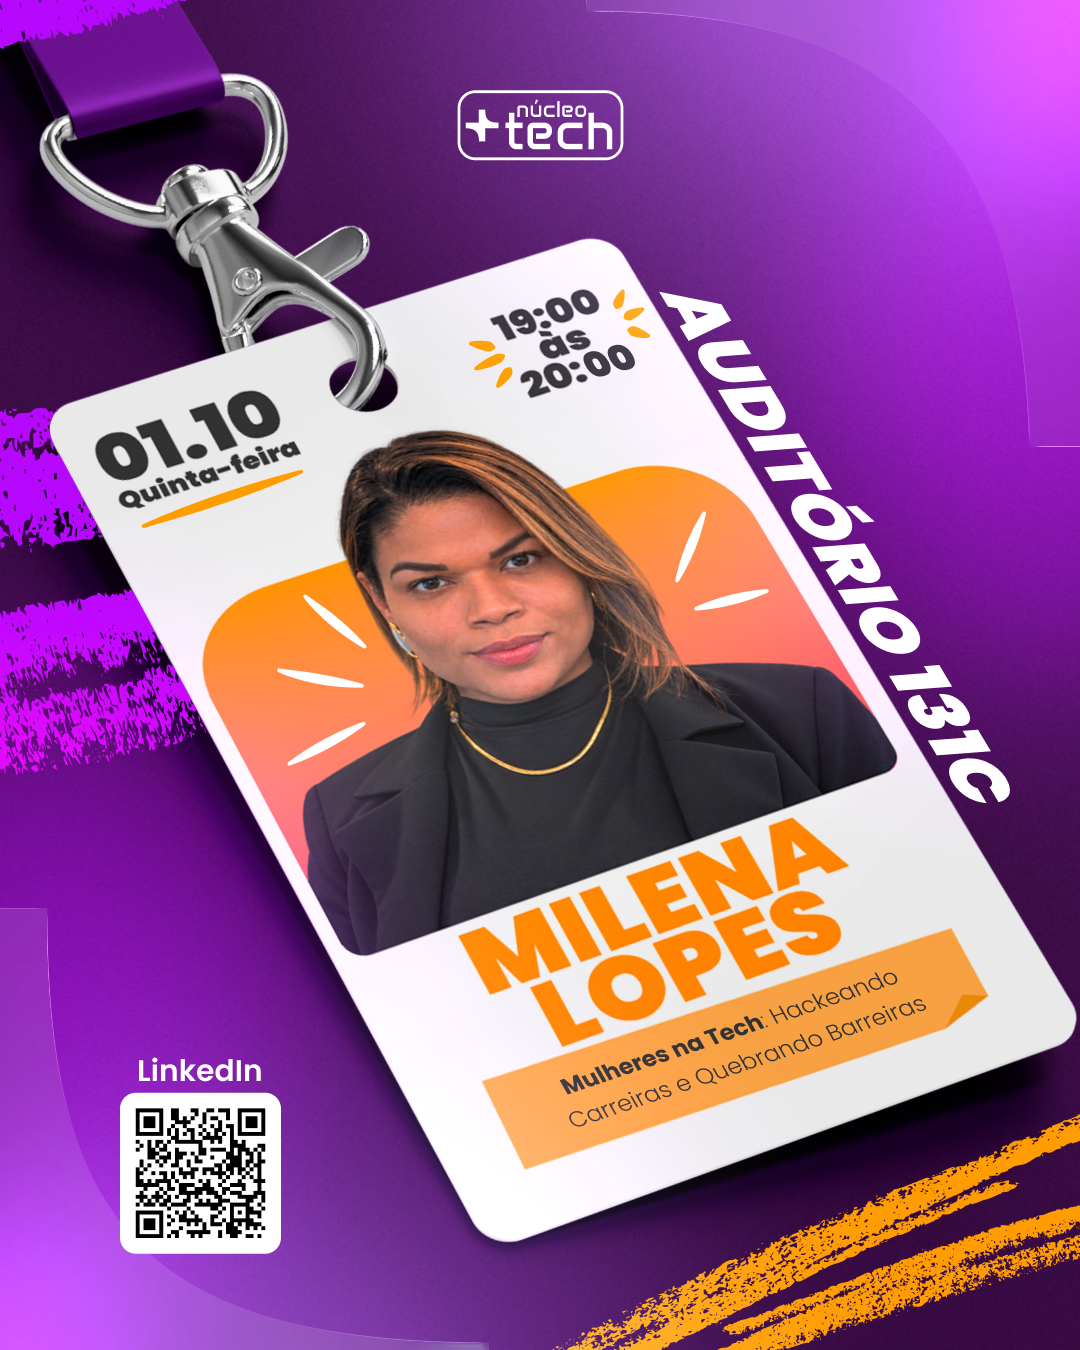 núcleo
tech
19:00
às
20:00
01.10
Quinta-feira
AUDITÓRIO 131C
MILENA
LOPES
Mulheres na Tech: Hackeando
Carreiras e Quebrando Barreiras
LinkedIn